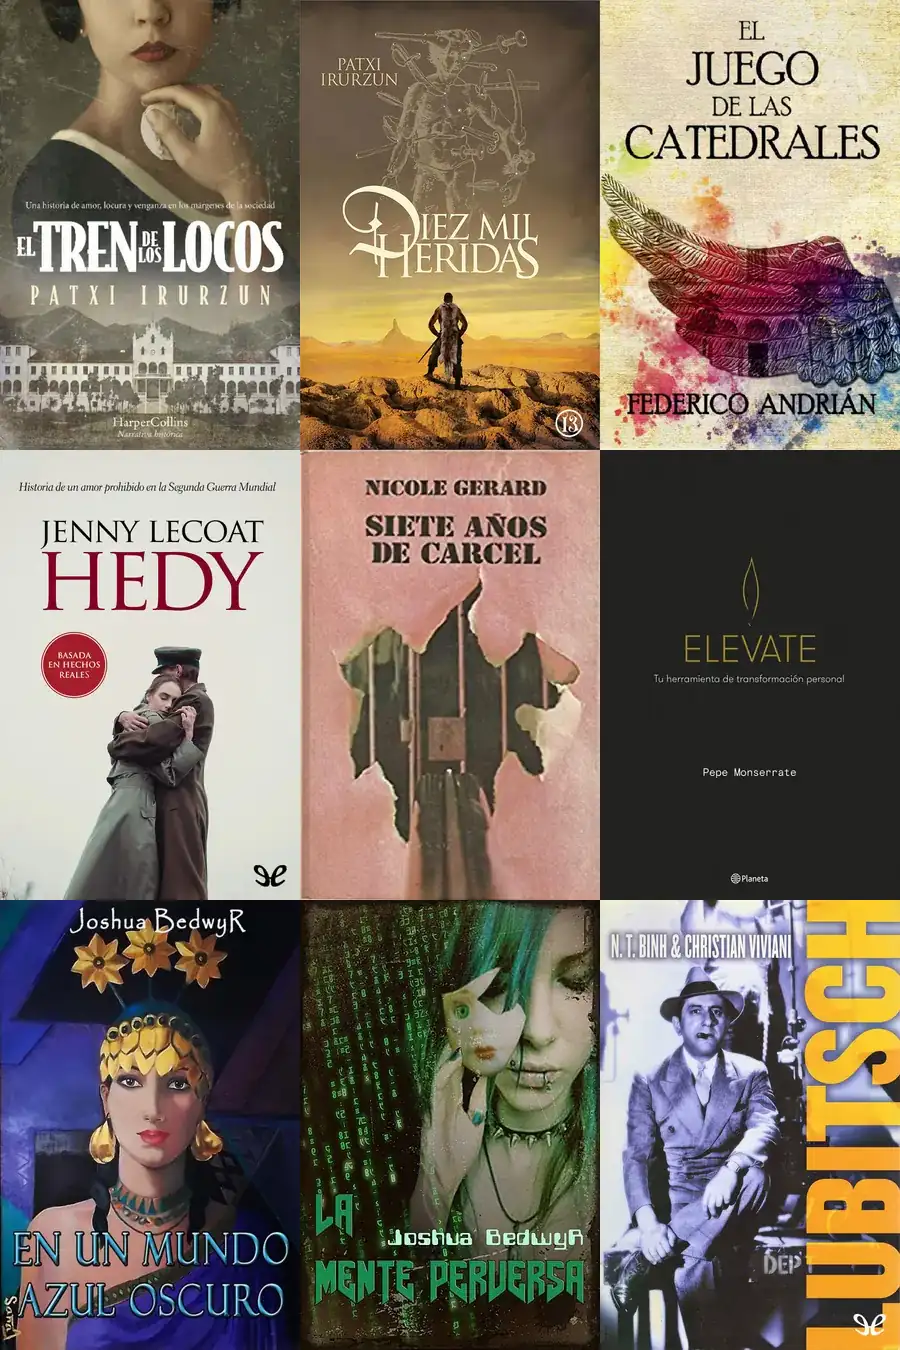 Una historia de amor, locura y venganza en los márgenes de la sociedad
EL TREN DE LOS LOCOS
PATXI IRURZUN
HarperCollins
Narrativa histórica
PATXI
IRURZUN
DIEZ MIL
HERIDAS
13
EL
JUEGO
DE LAS
CATEDRALES
FEDERICO ANDRIÁN
Historia de un amor prohibido en la Segunda Guerra Mundial
JENNY LECOAT
HEDY
BASADA
EN HECHOS
REALES
NICOLE GERARD
SIETE AÑOS
DE CARCEL
ELEVATE
Tu herramienta de transformación personal
Pepe Monserrate
Planeta
Joshua BedwyR
EN UN MUNDO
AZUL OSCURO
LA
Joshua BedwyR
MENTE PERVERSA
N. T. BINH & CHRISTIAN VIVIANI
LUBITSCH
DEPT